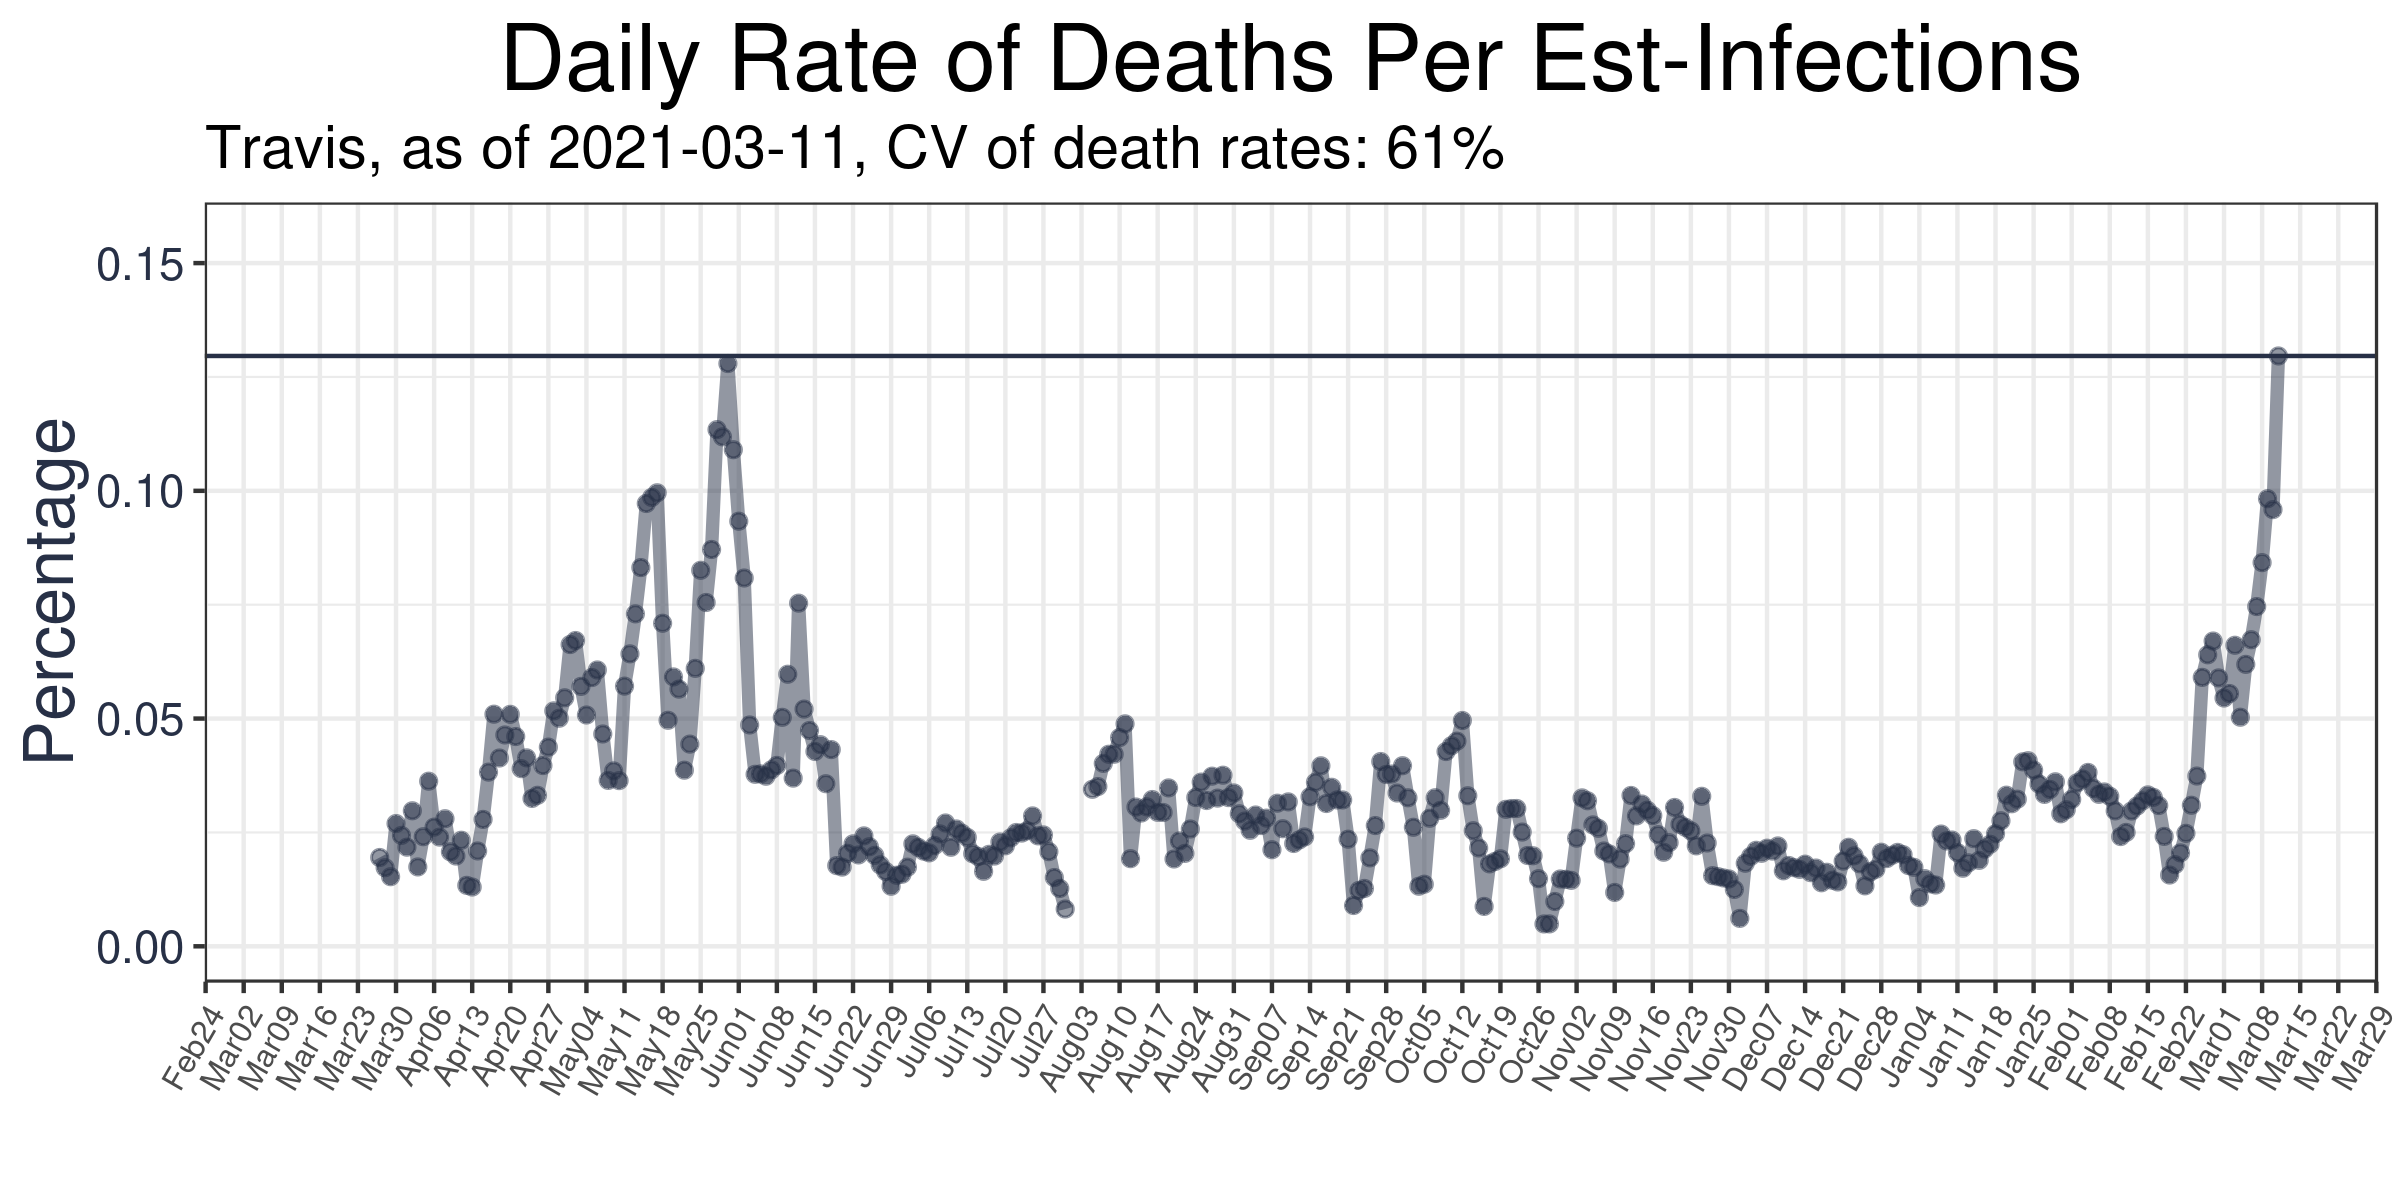 Daily Rate of Deaths Per Est-Infections
Travis, as of 2021-03-11, CV of death rates: 61%
Percentage
0.15
0.10
0.05
0.00
Feb24
Mar02
Mar09
Mar16
Mar23
Mar30
Apr06
Apr13
Apr20
Apr27
May04
May11
May18
May25
Jun01
Jun08
Jun15
Jun22
Jun29
Jul06
Jul13
Jul20
Jul27
Aug03
Aug10
Aug17
Aug24
Aug31
Sep07
Sep14
Sep21
Sep28
Oct05
Oct12
Oct19
Oct26
Nov02
Nov09
Nov16
Nov23
Nov30
Dec07
Dec14
Dec21
Dec28
Jan04
Jan11
Jan18
Jan25
Feb01
Feb08
Feb15
Feb22
Mar01
Mar08
Mar15
Mar22
Mar29